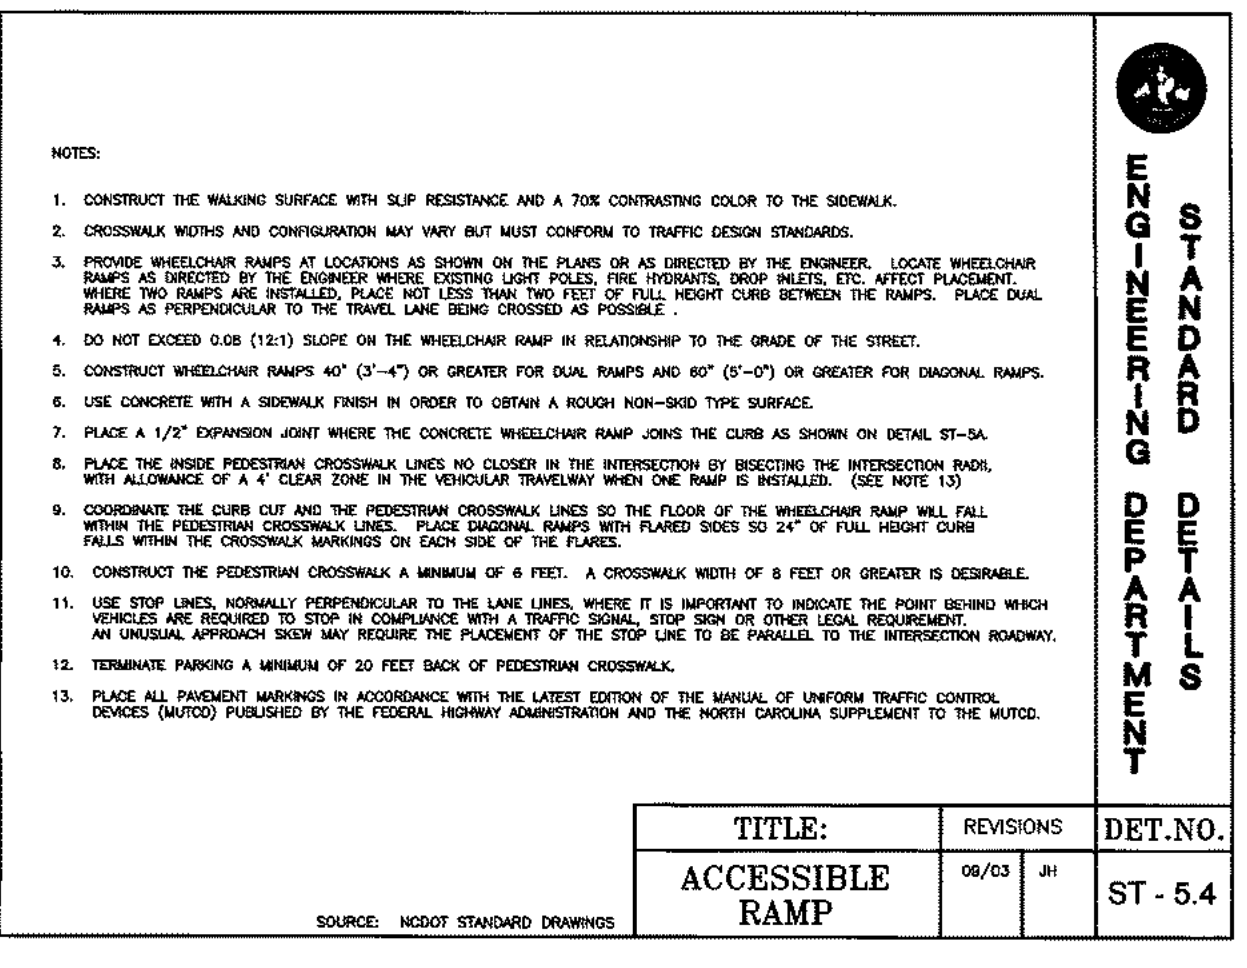 NOTES:
1. CONSTRUCT THE WALKING SURFACE WITH SLIP RESISTANCE AND A 70% CONTRASTING COLOR TO THE SIDEWALK.
2. CROSSWALK WIDTHS AND CONFIGURATION MAY VARY BUT MUST CONFORM TO TRAFFIC DESIGN STANDARDS.
3. PROVIDE WHEELCHAIR RAMPS AT LOCATIONS AS SHOWN ON THE PLANS OR AS DIRECTED BY THE ENGINEER. LOCATE WHEELCHAIR
RAMPS AS DIRECTED BY THE ENGINEER WHERE EXISTING LIGHT POLES, FIRE HYDRANTS, DROP INLETS, ETC. AFFECT PLACEMENT.
WHERE TWO RAMPS ARE INSTALLED, PLACE NOT LESS THAN TWO FEET OF FULL HEIGHT CURB BETWEEN THE RAMPS. PLACE DUAL
RAMPS AS PERPENDICULAR TO THE TRAVEL LANE BEING CROSSED AS POSSIBLE .
4. DO NOT EXCEED 0.08 (12:1) SLOPE ON THE WHEELCHAIR RAMP IN RELATIONSHIP TO THE GRADE OF THE STREET.
5. CONSTRUCT WHEELCHAIR RAMPS 40" (3'-4") OR GREATER FOR DUAL RAMPS AND 60" (5'-0") OR GREATER FOR DIAGONAL RAMPS.
6. USE CONCRETE WITH A SIDEWALK FINISH IN ORDER TO OBTAIN A ROUGH NON-SKID TYPE SURFACE.
7. PLACE A 1/2" EXPANSION JOINT WHERE THE CONCRETE WHEELCHAIR RAMP JOINS THE CURB AS SHOWN ON DETAIL ST-5A.
8. PLACE THE INSIDE PEDESTRIAN CROSSWALK LINES NO CLOSER IN THE INTERSECTION BY BISECTING THE INTERSECTION RADII,
WITH ALLOWANCE OF A 4' CLEAR ZONE IN THE VEHICULAR TRAVELWAY WHEN ONE RAMP IS INSTALLED. (SEE NOTE 13)
9. COORDINATE THE CURB CUT AND THE PEDESTRIAN CROSSWALK LINES SO THE FLOOR OF THE WHEELCHAIR RAMP WILL FALL
WITHIN THE PEDESTRIAN CROSSWALK LINES. PLACE DIAGONAL RAMPS WITH FLARED SIDES SO 24" OF FULL HEIGHT CURB
FALLS WITHIN THE CROSSWALK MARKINGS ON EACH SIDE OF THE FLARES.
10. CONSTRUCT THE PEDESTRIAN CROSSWALK A MINIMUM OF 6 FEET. A CROSSWALK WIDTH OF 8 FEET OR GREATER IS DESIRABLE.
11. USE STOP LINES, NORMALLY PERPENDICULAR TO THE LANE LINES, WHERE IT IS IMPORTANT TO INDICATE THE POINT BEHIND WHICH
VEHICLES ARE REQUIRED TO STOP IN COMPLIANCE WITH A TRAFFIC SIGNAL, STOP SIGN OR OTHER LEGAL REQUIREMENT.
AN UNUSUAL APPROACH SKEW MAY REQUIRE THE PLACEMENT OF THE STOP LINE TO BE PARALLEL TO THE INTERSECTION ROADWAY.
12. TERMINATE PARKING A MINIMUM OF 20 FEET BACK OF PEDESTRIAN CROSSWALK.
13. PLACE ALL PAVEMENT MARKINGS IN ACCORDANCE WITH THE LATEST EDITION OF THE MANUAL OF UNIFORM TRAFFIC CONTROL
DEVICES (MUTCD) PUBLISHED BY THE FEDERAL HIGHWAY ADMINISTRATION AND THE NORTH CAROLINA SUPPLEMENT TO THE MUTCD.
SOURCE: NCDOT STANDARD DRAWINGS
TITLE:
ACCESSIBLE
RAMP
REVISIONS
09/03 JH
DET.NO.
ST - 5.4
ENGINEERING DEPARTMENT
STANDARD DETAILS